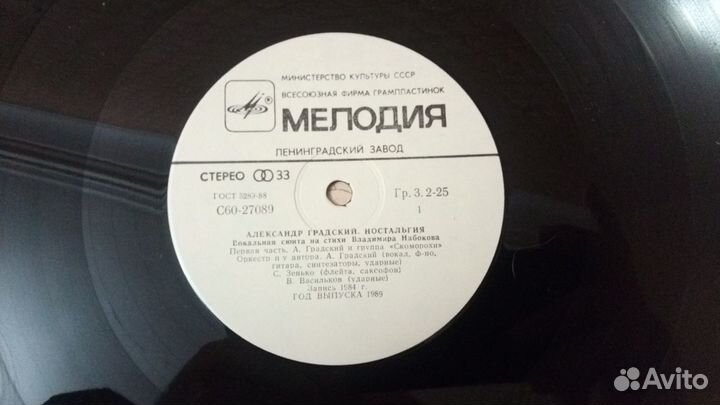 МИНИСТЕРСТВО КУЛЬТУРЫ СССР
ВСЕСОЮЗНАЯ ФИРМА ГРАМПЛАСТИНОК
МЕЛОДИЯ
ЛЕНИНГРАДСКИЙ ЗАВОД
СТЕРЕО 33
ГОСТ 5289-88
С60-27089
Гр. 3. 2-25
1
АЛЕКСАНДР ГРАДСКИЙ. НОСТАЛЬГИЯ
Вокальная сюита на стихи Владимира Набокова
Первая часть. А. Градский и группа «Скоморохи»
Оркестр п/у автора. А. Градский (вокал, ф-но,
гитара, синтезаторы, ударные)
С. Зенько (флейта, саксофон)
В. Васильков (ударные)
Запись 1984 г.
ГОД ВЫПУСКА 1989
Avito